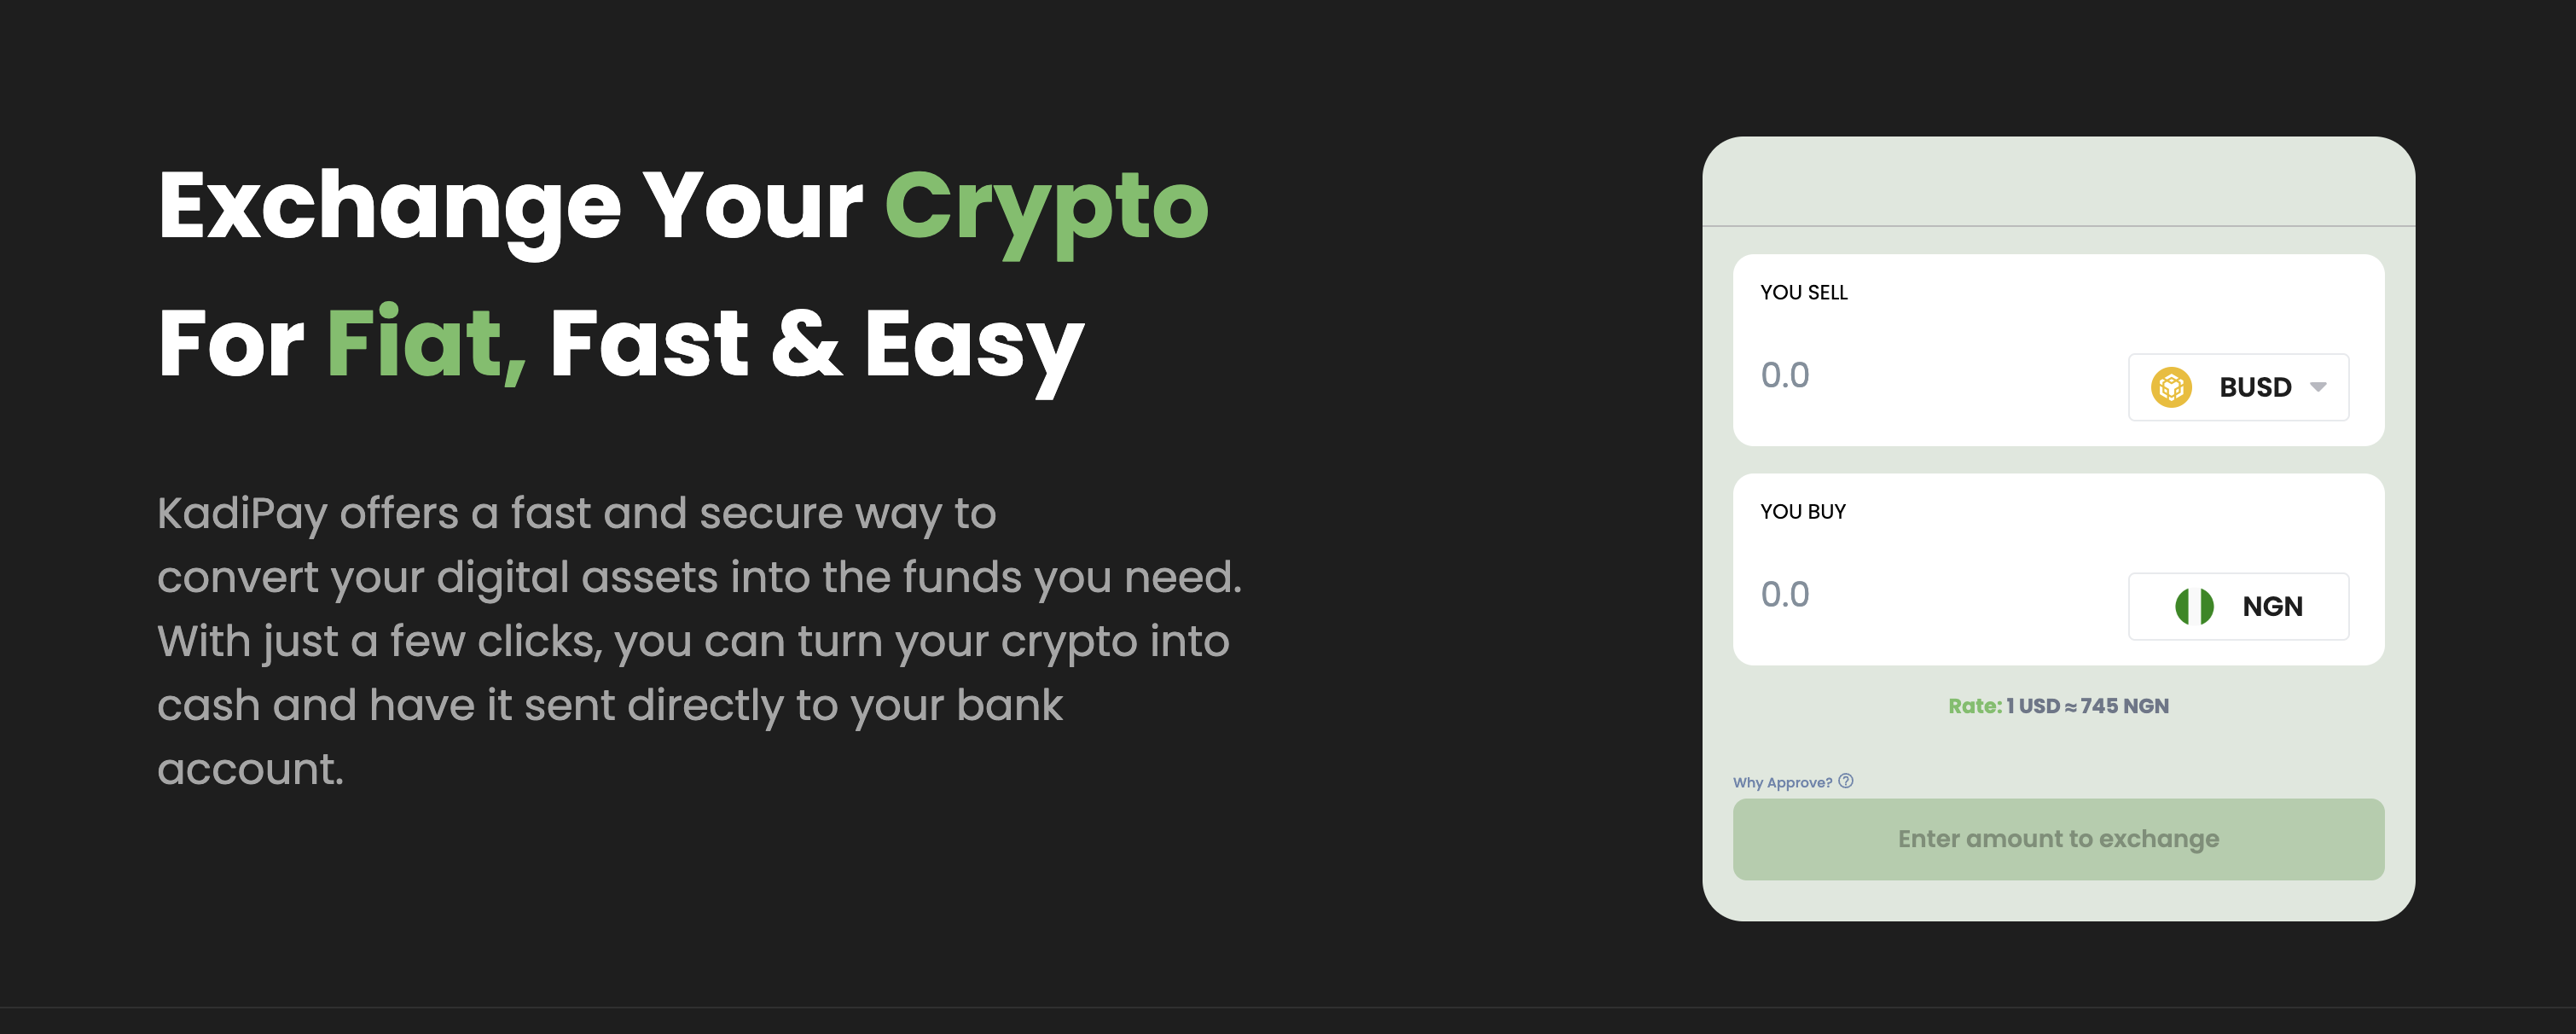 Exchange Your Crypto
For Fiat, Fast & Easy
KadiPay offers a fast and secure way to
convert your digital assets into the funds you need.
With just a few clicks, you can turn your crypto into
cash and have it sent directly to your bank
account.
YOU SELL
0.0
BUSD
YOU BUY
0.0
NGN
Rate: 1 USD ≈ 745 NGN
Why Approve?
Enter amount to exchange